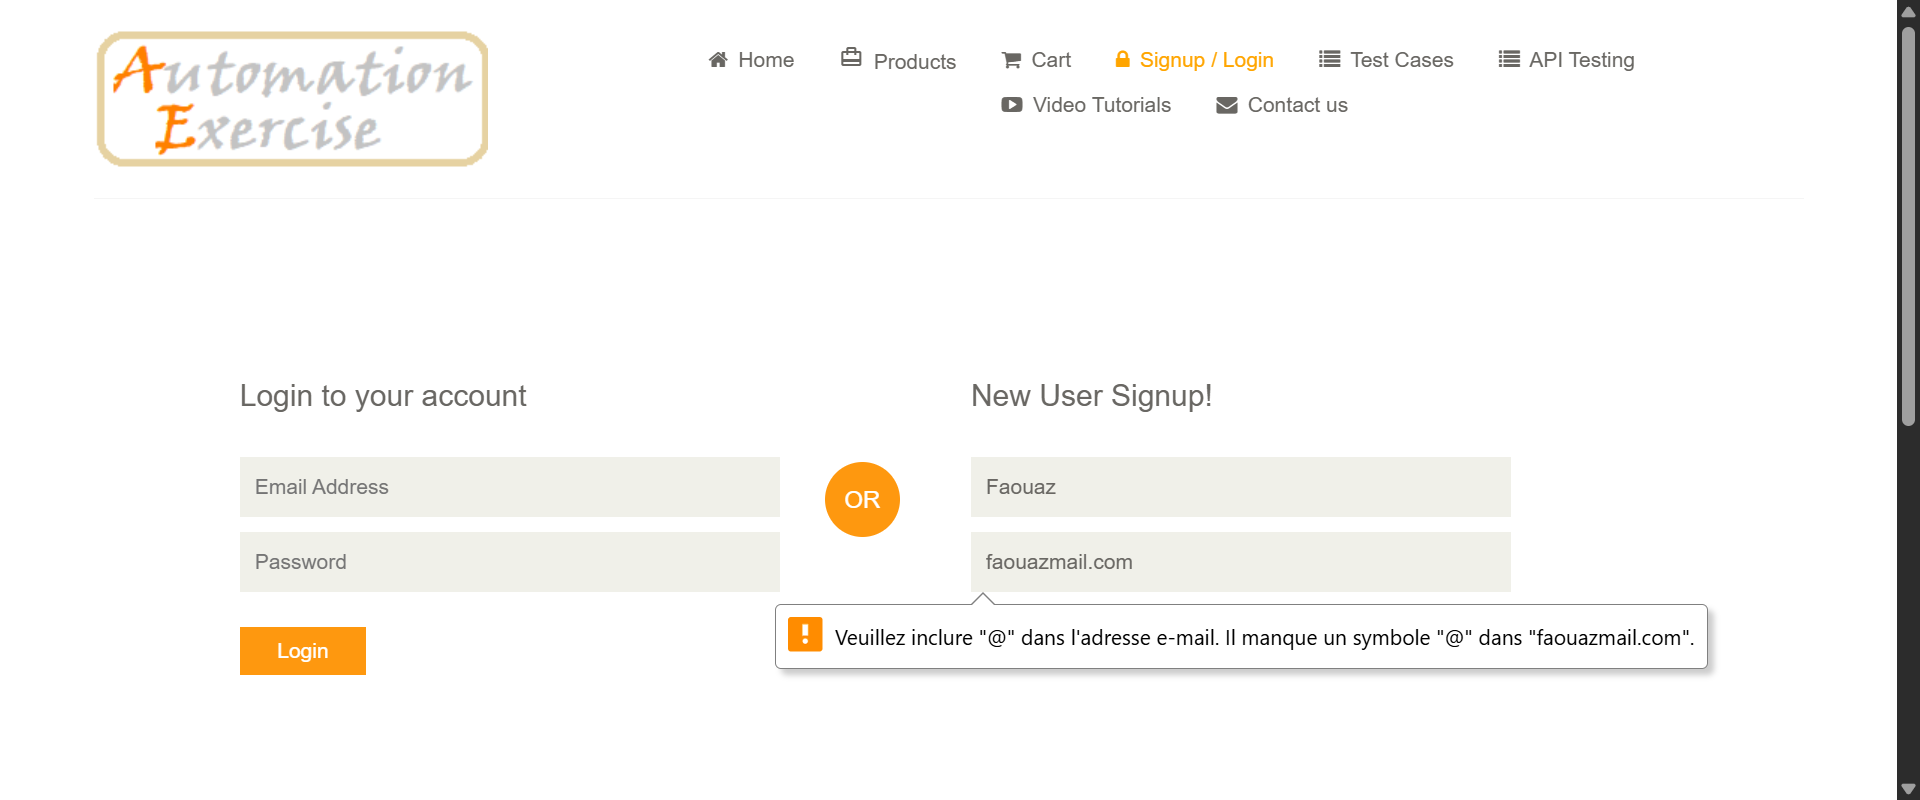 Automation
Exercise
Home
Products
Cart
Signup / Login
Test Cases
API Testing
Video Tutorials
Contact us
Login to your account
Email Address
Password
Login
OR
New User Signup!
Faouaz
faouazmail.com
Veuillez inclure "@" dans l'adresse e-mail. Il manque un symbole "@" dans "faouazmail.com".